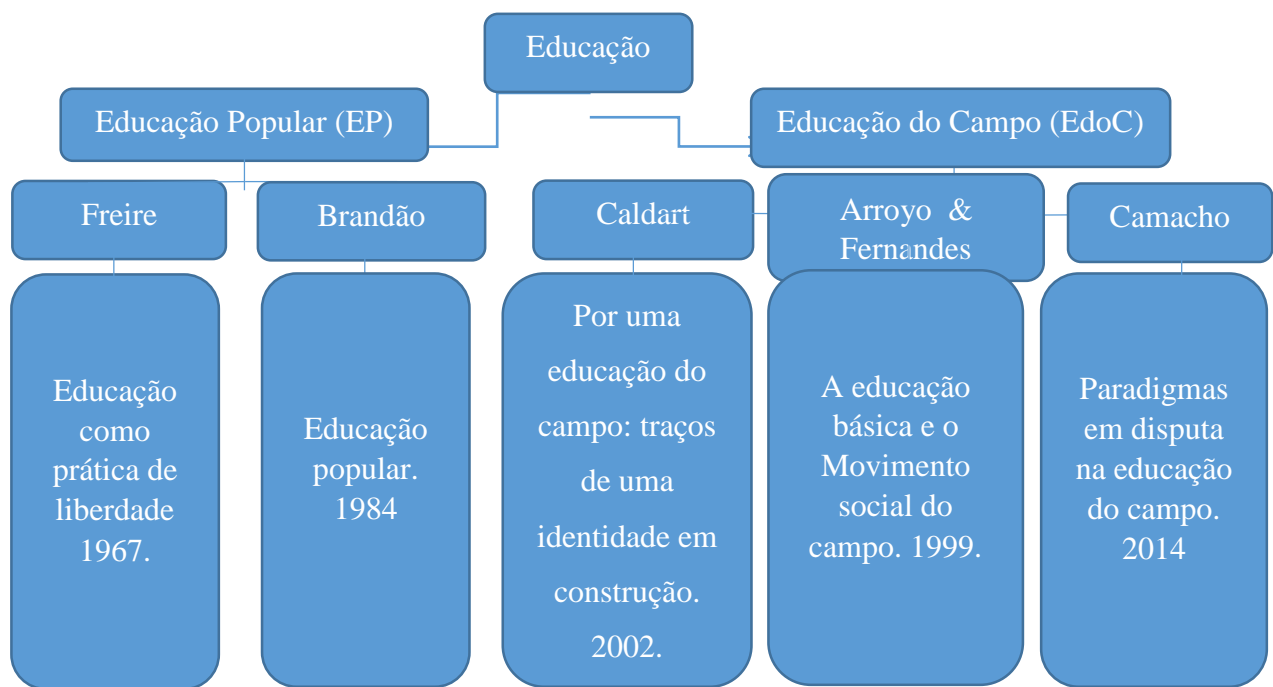 Educação
Educação Popular (EP)
Educação do Campo (EdoC)
Freire
Brandão
Caldart
Arroyo &
Fernandes
Camacho
Educação
como
prática de
liberdade
1967.
Educação
popular.
1984
Por uma
educação do
campo: traços
de uma
identidade em
construção.
2002.
A educação
básica e o
Movimento
social do
campo. 1999.
Paradigmas
em disputa
na educação
do campo.
2014